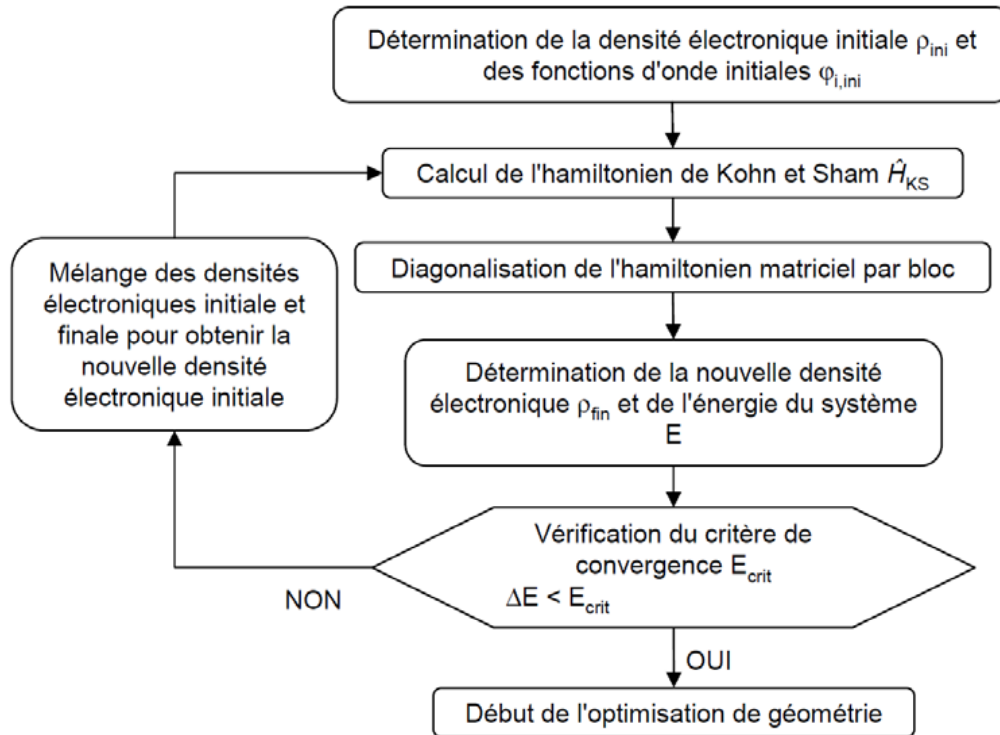 Détermination de la densité électronique initiale ρini et
des fonctions d'onde initiales φi,ini
Calcul de l'hamiltonien de Kohn et Sham ĤKS
Diagonalisation de l'hamiltonien matriciel par bloc
Mélange des densités
électroniques initiale et
finale pour obtenir la
nouvelle densité
électronique initiale
Détermination de la nouvelle densité
électronique ρfin et de l'énergie du système
E
Vérification du critère de
convergence Ecrit
ΔE < Ecrit
NON
OUI
Début de l'optimisation de géométrie